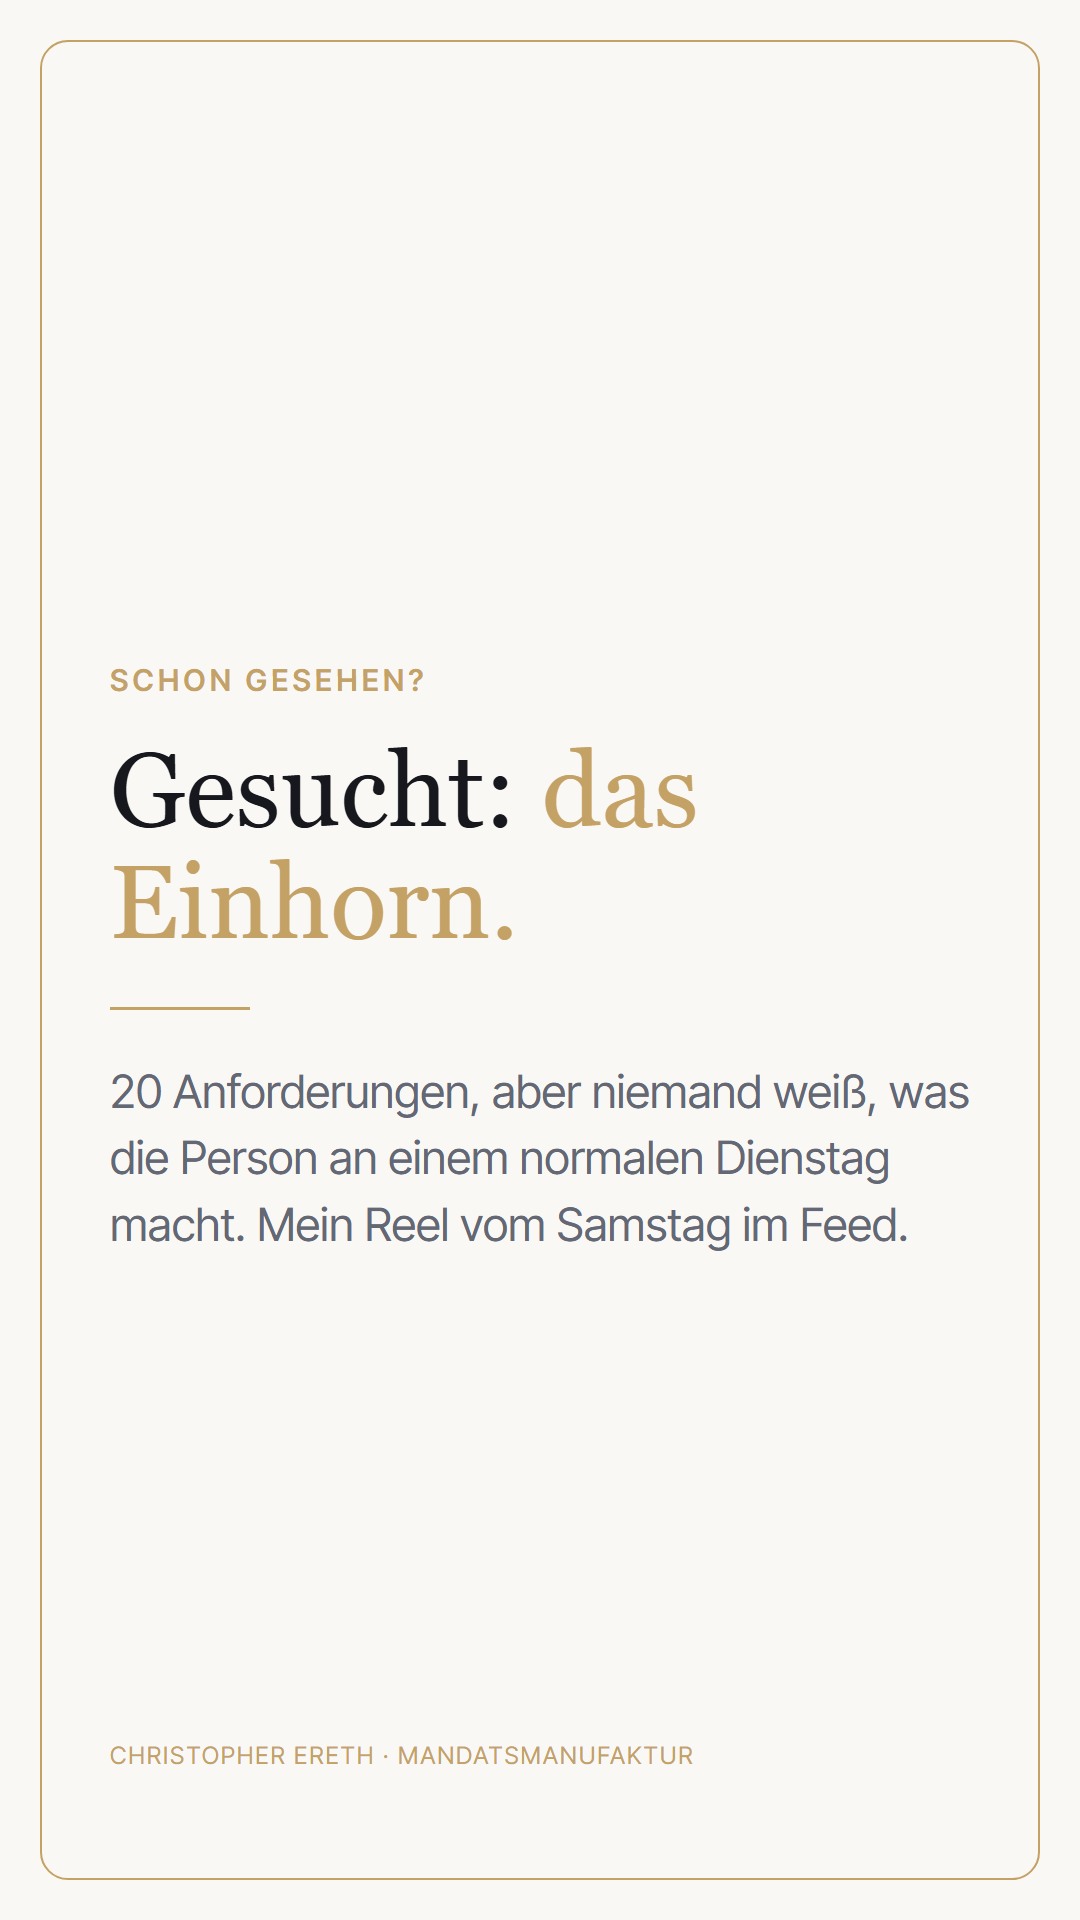 SCHON GESEHEN?
Gesucht: das
Einhorn.
20 Anforderungen, aber niemand weiß, was
die Person an einem normalen Dienstag
macht. Mein Reel vom Samstag im Feed.
CHRISTOPHER ERETH · MANDATSMANUFAKTUR